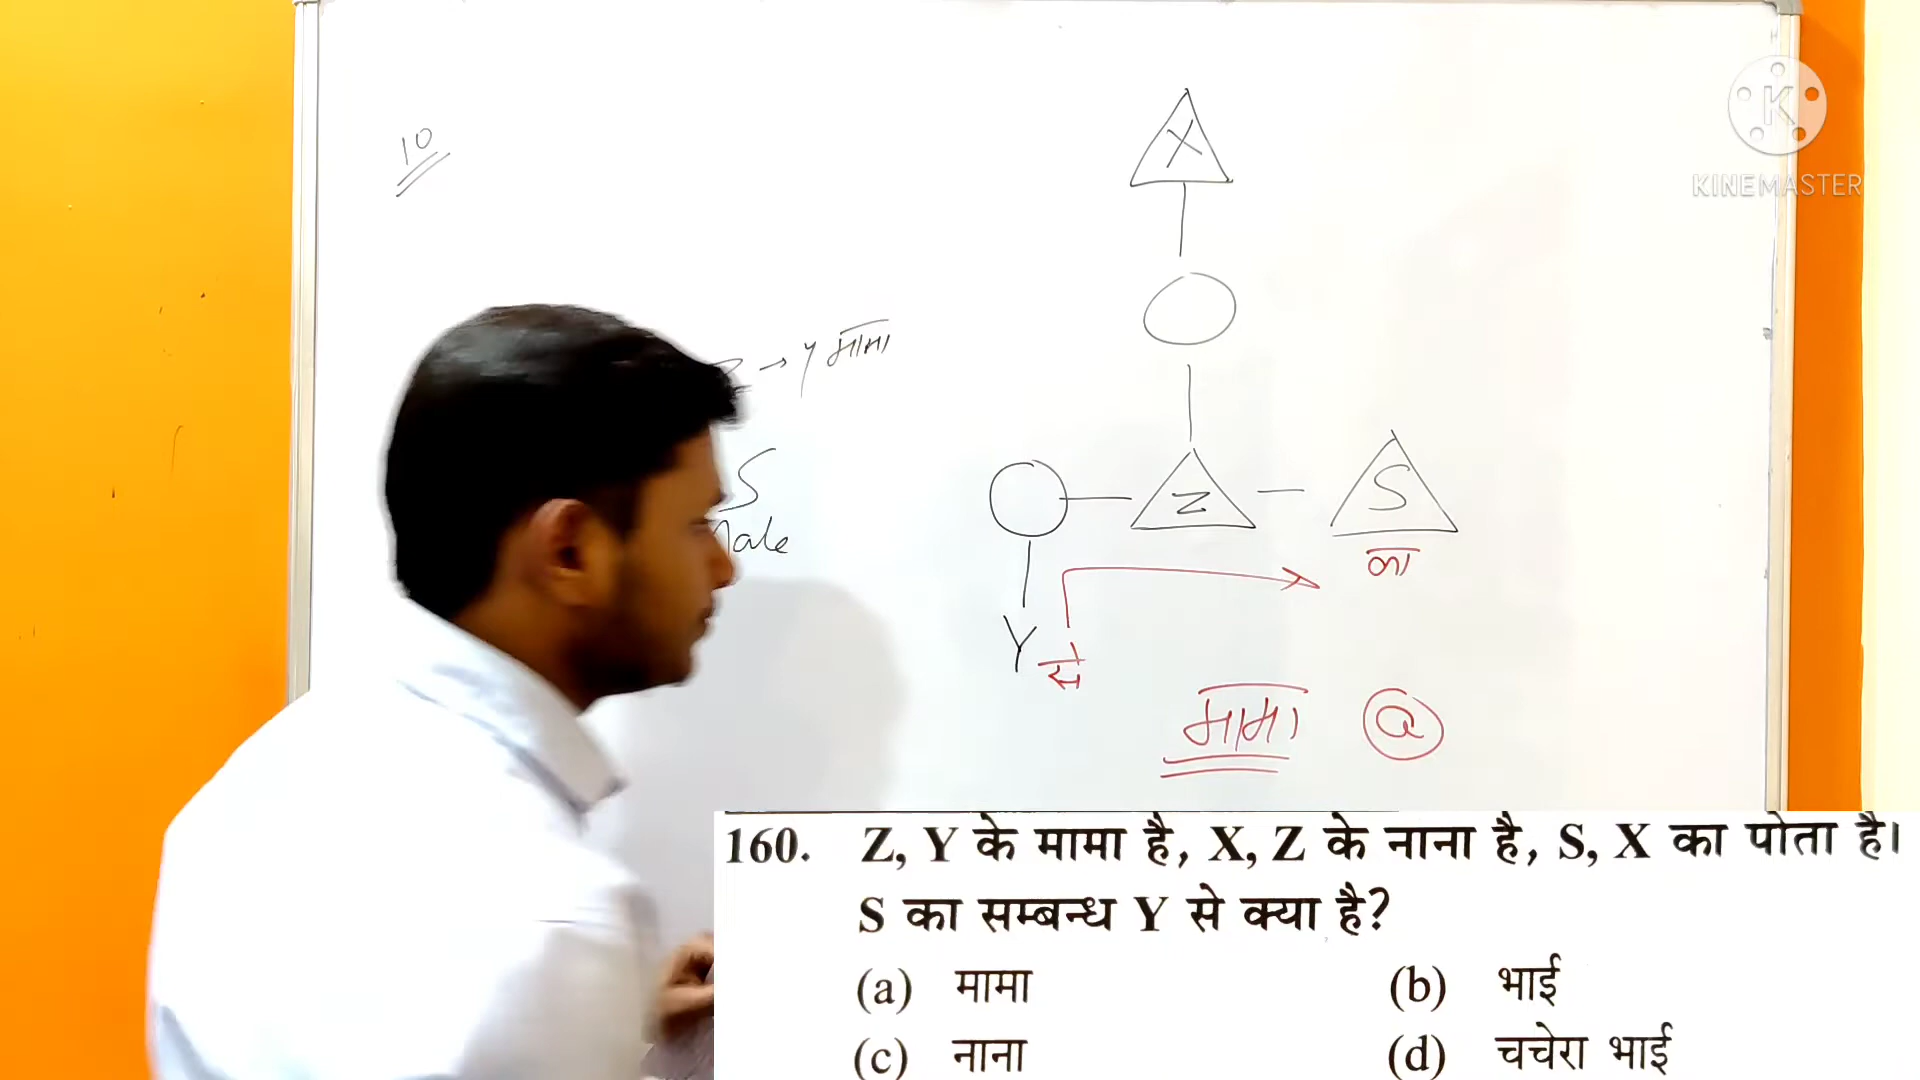 10
X
KINEMASTER
→ Y मामा
S
Male
Z
S
का
Y
से
मामा
a
160. Z, Y के मामा है, X, Z के नाना है, S, X का पोता है।
S का सम्बन्ध Y से क्या है?
(a) मामा (b) भाई
(c) नाना (d) चचेरा भाई